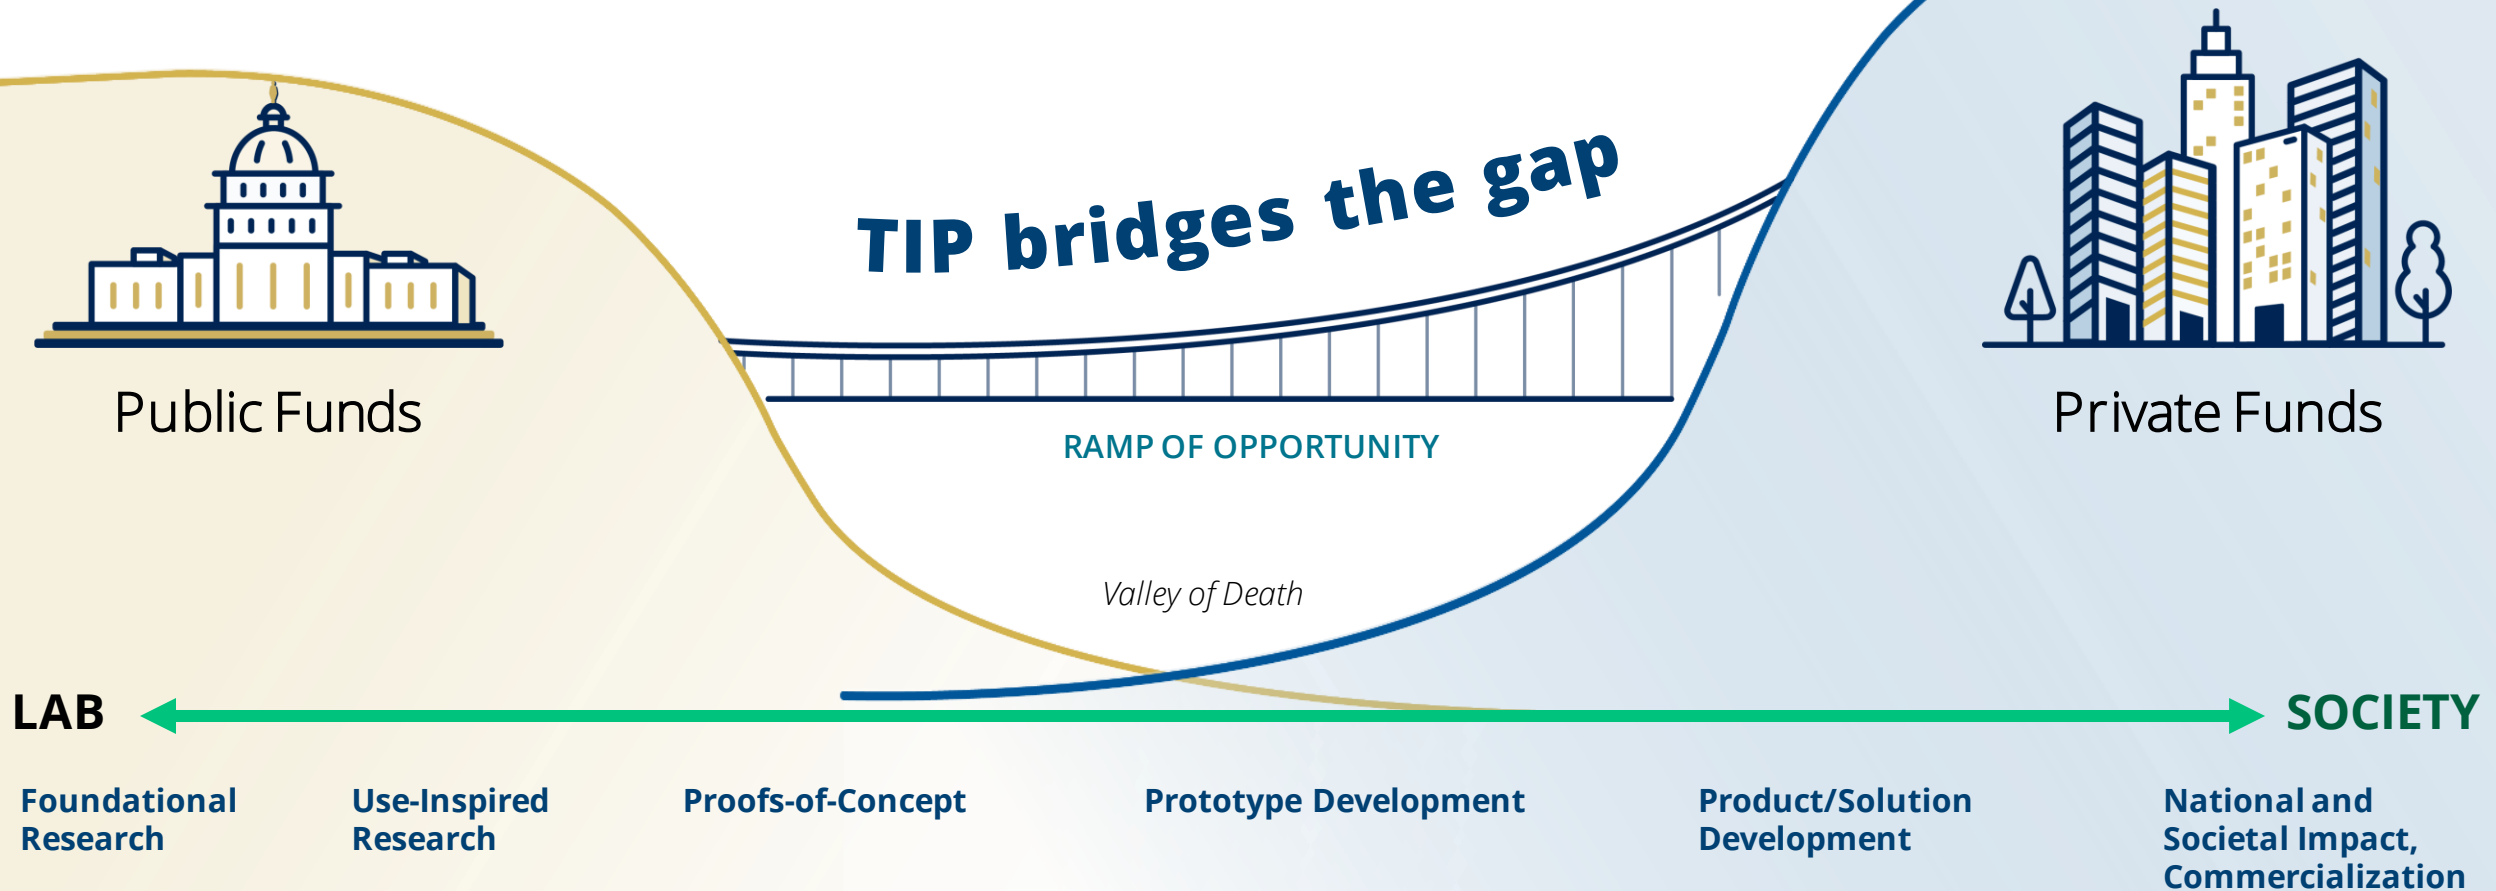 TIP bridges the gap
Public Funds
Private Funds
RAMP OF OPPORTUNITY
Valley of Death
LAB
SOCIETY
Foundational
Research
Use-Inspired
Research
Proofs-of-Concept
Prototype Development
Product/Solution
Development
National and
Societal Impact,
Commercialization